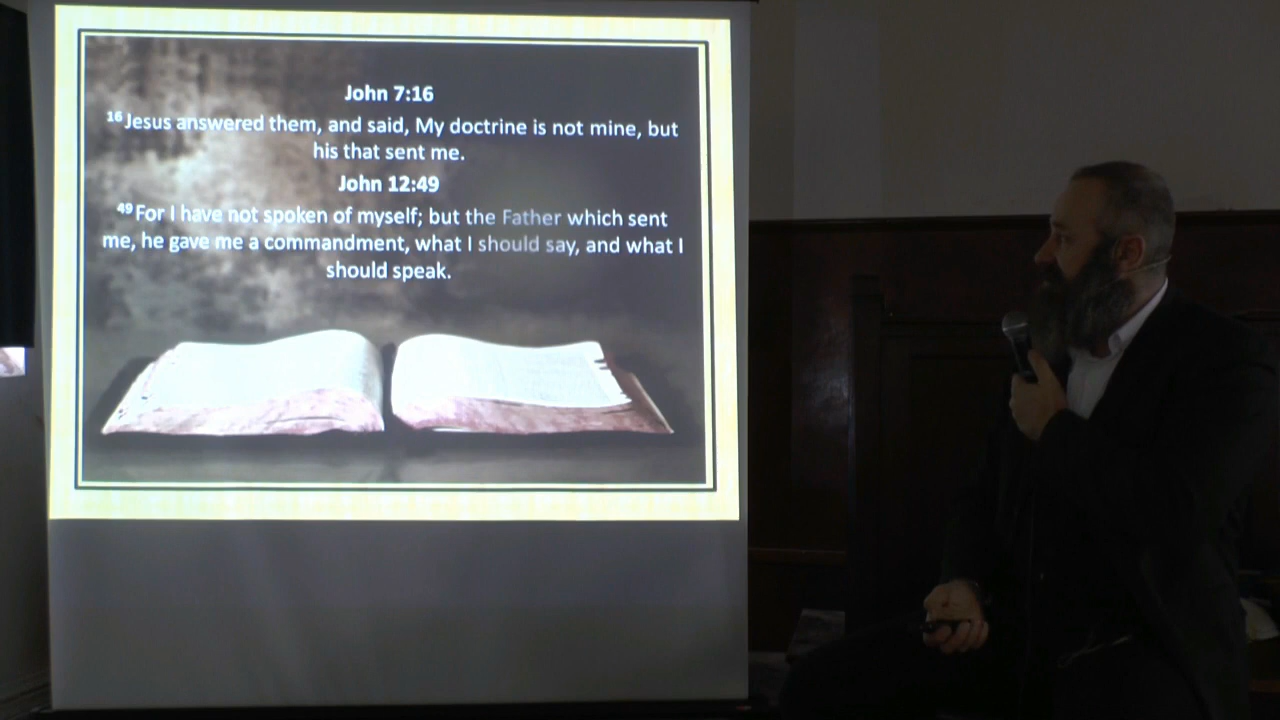 John 7:16
16 Jesus answered them, and said, My doctrine is not mine, but
his that sent me.
John 12:49
49 For I have not spoken of myself; but the Father which sent
me, he gave me a commandment, what I should say, and what I
should speak.